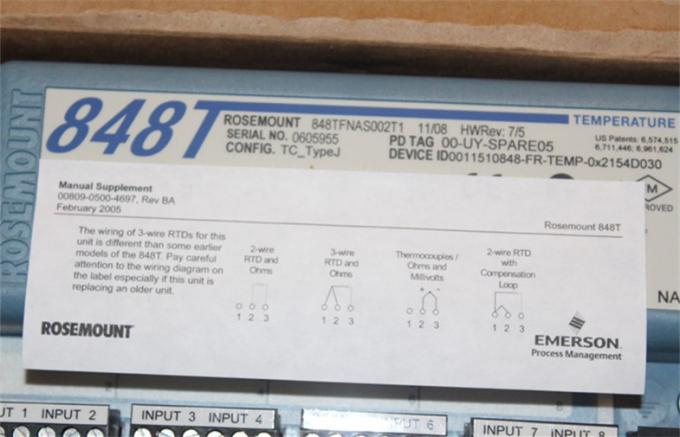 ROSEMOUNT
848T
ROSEMOUNT 848TFNAS002T1 11/08 HWRev: 7/5
SERIAL NO. 0605955
CONFIG. TC_TypeJ
PD TAG 00-UY-SPARE05
DEVICE ID0011510848-FR-TEMP-0x2154D030
TEMPERATURE
US Patents: 6,574,515
6,711,446; 6,961,624
M
ROVED
NA
Manual Supplement
00809-0500-4697, Rev BA
February 2005
Rosemount 848T
The wiring of 3-wire RTDs for this
unit is different than some earlier
models of the 848T. Pay careful
attention to the wiring diagram on
the label especially if this unit is
replacing an older unit.
2-wire
RTD and
Ohms
1 2 3
3-wire
RTD and
Ohms
1 2 3
Thermocouples /
Ohms and
Millivolts
+ -
1 2 3
2-wire RTD
with
Compensation
Loop
1 2 3
ROSEMOUNT
EMERSON.
Process Management
UT 1 INPUT 2
INPUT 3 INPUT 4
PUT 6
INPUT 7 INPUT 8